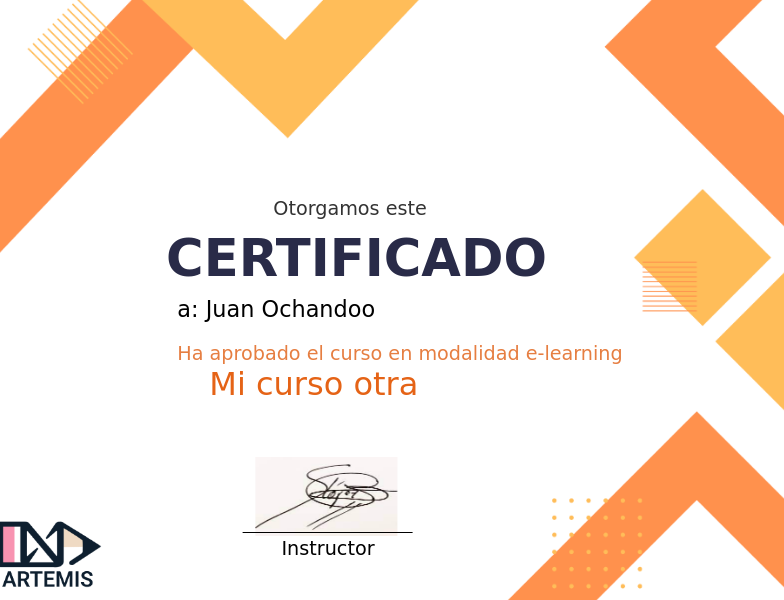 Otorgamos este
CERTIFICADO
a: Juan Ochandoo
Ha aprobado el curso en modalidad e-learning
Mi curso otra
Instructor
ARTEMIS